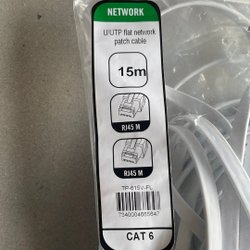 NETWORK
U/UTP flat network
patch cable
15m
RJ45 M
RJ45 M
CAT 6